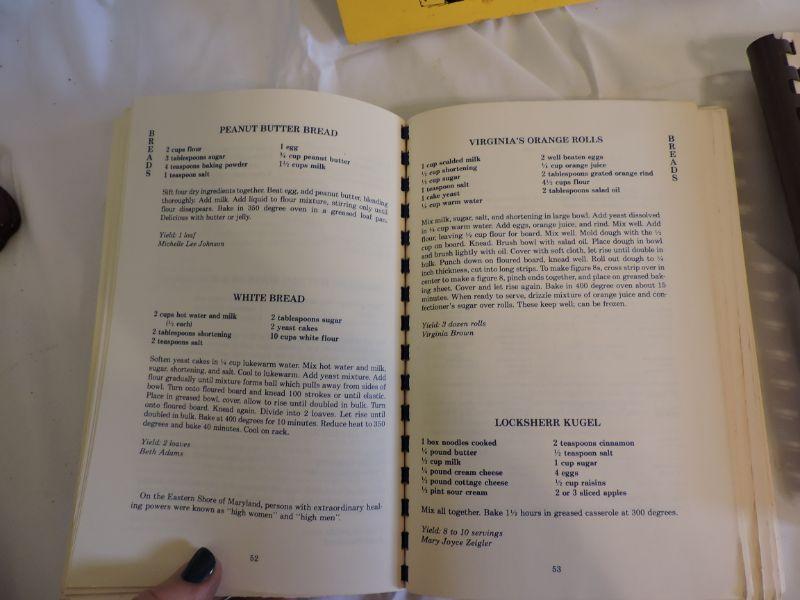 B
R
E
A
D
S
PEANUT BUTTER BREAD
2 cups flour
3 tablespoons sugar
4 teaspoons baking powder
1 teaspoon salt
1 egg
¾ cup peanut butter
1½ cups milk
Sift four dry ingredients together. Beat egg, add peanut butter, blending
thoroughly. Add milk. Add liquid to flour mixture, stirring only until
flour disappears. Bake in 350 degree oven in a greased loaf pan.
Delicious with butter or jelly.
Yield: 1 loaf
Michelle Lee Johnson
WHITE BREAD
2 cups hot water and milk
(½ each)
2 tablespoons shortening
2 teaspoons salt
2 tablespoons sugar
2 yeast cakes
10 cups white flour
Soften yeast cakes in ¼ cup lukewarm water. Mix hot water and milk,
sugar, shortening, and salt. Cool to lukewarm. Add yeast mixture. Add
flour gradually until mixture forms ball which pulls away from sides of
bowl. Turn onto floured board and knead 100 strokes or until elastic.
Place in greased bowl, cover, allow to rise until doubled in bulk. Turn
onto floured board. Knead again. Divide into 2 loaves. Let rise until
doubled in bulk. Bake at 400 degrees for 10 minutes. Reduce heat to 350
degrees and bake 40 minutes. Cool on rack.
Yield: 2 loaves
Beth Adams
On the Eastern Shore of Maryland, persons with extraordinary heal-
ing powers were known as "high women" and "high men".
52
VIRGINIA'S ORANGE ROLLS
B
R
E
A
D
S
1 cup scalded milk
cup shortening
cup sugar
1 teaspoon salt
1 cake yeast
cup warm water
2 well beaten eggs
¼ cup orange juice
2 tablespoons grated orange rind
4½ cups flour
2 tablespoons salad oil
Mix milk, sugar, salt, and shortening in large bowl. Add yeast dissolved
in ¼ cup warm water. Add eggs, orange juice, and rind. Mix well. Add
flour, leaving ½ cup flour for board. Mix well. Mold dough with the ½
cup on board. Knead. Brush bowl with salad oil. Place dough in bowl
and brush lightly with oil. Cover with soft cloth, let rise until double in
bulk. Punch down on floured board, knead well. Roll out dough to ¼
inch thickness, cut into long strips. To make figure 8s, cross strip over in
center to make a figure 8, pinch ends together, and place on greased bak-
ing sheet. Cover and let rise again. Bake in 400 degree oven about 15
minutes. When ready to serve, drizzle mixture of orange juice and con-
fectioner's sugar over rolls. These keep well; can be frozen.
Yield: 3 dozen rolls
Virginia Brown
LOCKSHERR KUGEL
1 box noodles cooked
¼ pound butter
½ cup milk
pound cream cheese
pound cottage cheese
½ pint sour cream
2 teaspoons cinnamon
½ teaspoon salt
1 cup sugar
4 eggs
½ cup raisins
2 or 3 sliced apples
Mix all together. Bake 1½ hours in greased casserole at 300 degrees.
Yield: 8 to 10 servings
Mary Joyce Zeigler
53